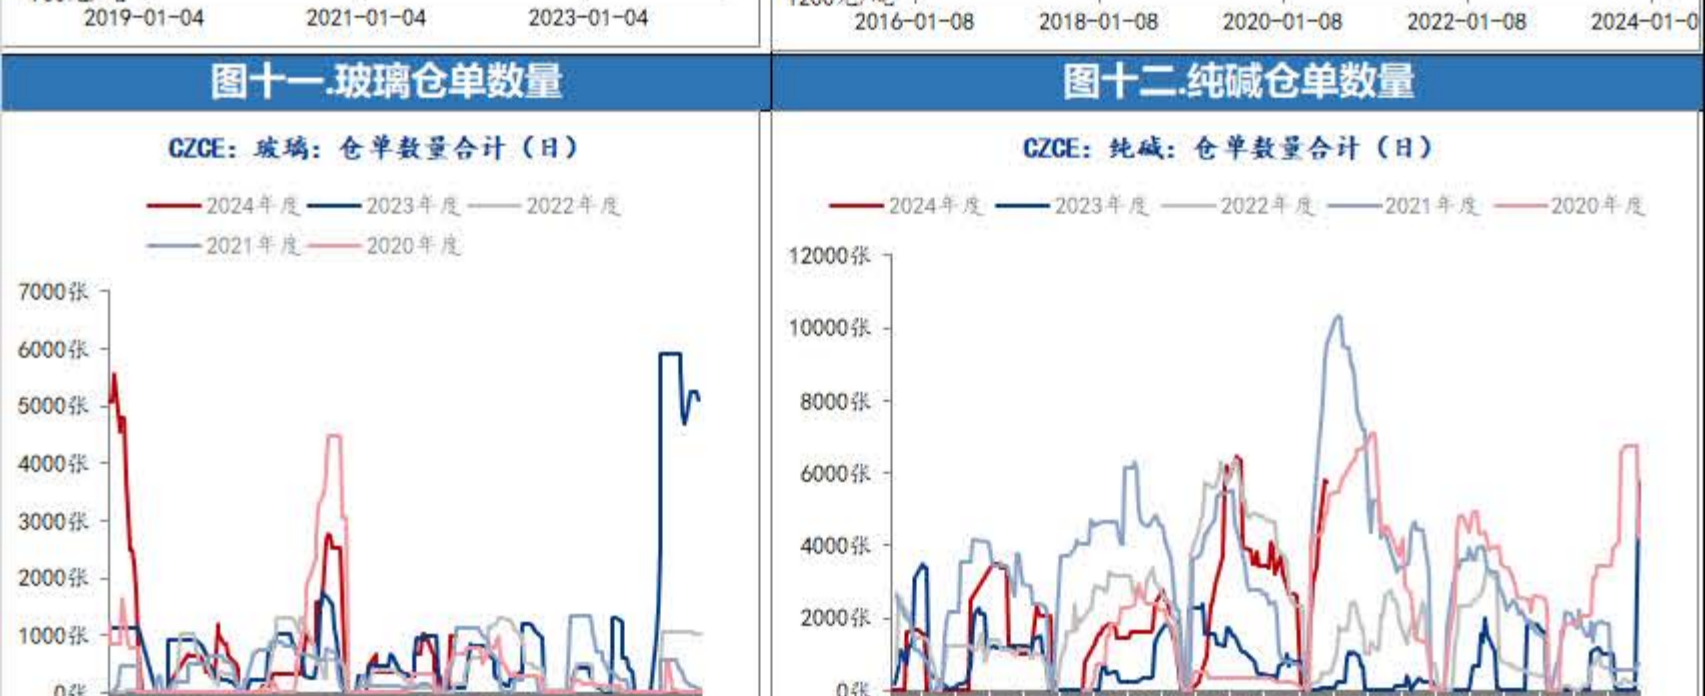 2019-01-04 2021-01-04 2023-01-04
2016-01-08 2018-01-08 2020-01-08 2022-01-08 2024-01-0
图十一.玻璃仓单数量
CZCE：玻璃：仓单数量合计（日）
2024年度 2023年度 2022年度
2021年度 2020年度
7000张
6000张
5000张
4000张
3000张
2000张
1000张
0张
图十二.纯碱仓单数量
CZCE：纯碱：仓单数量合计（日）
2024年度 2023年度 2022年度 2021年度 2020年度
12000张
10000张
8000张
6000张
4000张
2000张
0张